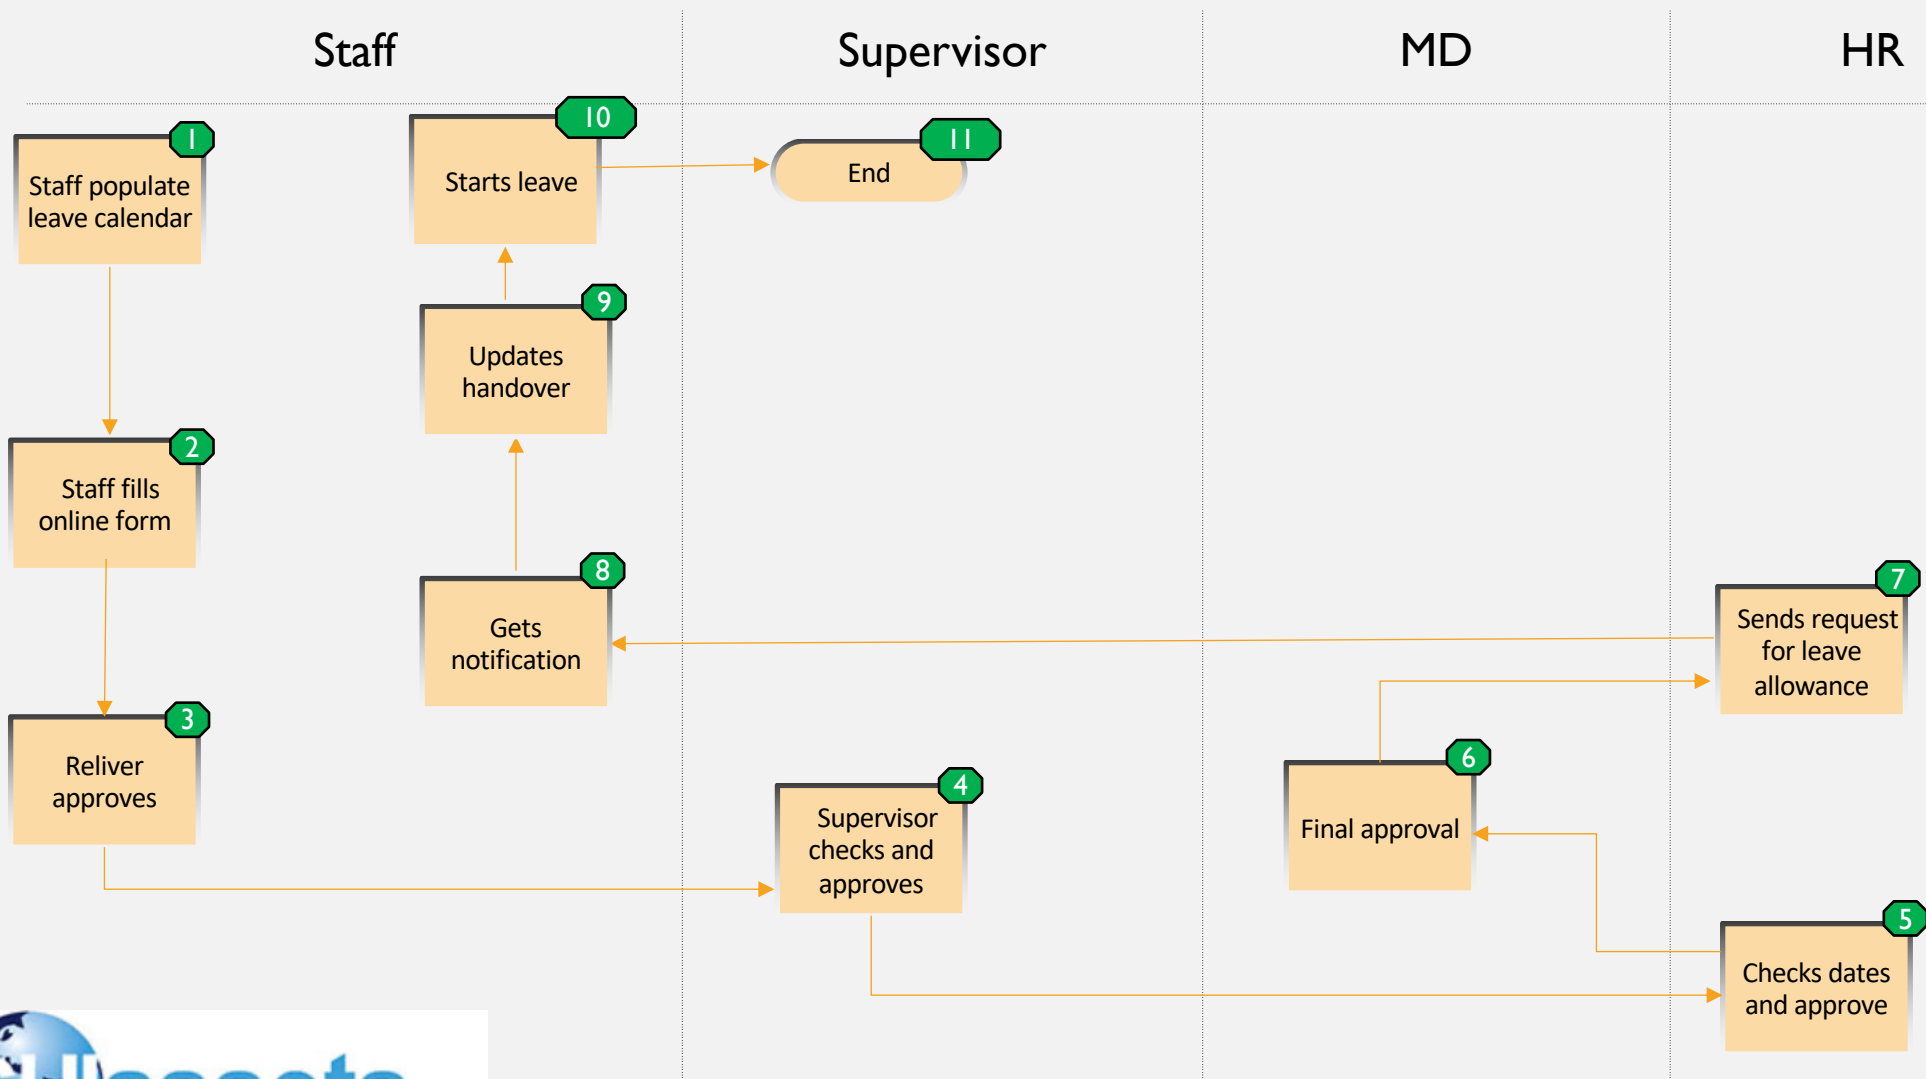 Staff
Supervisor
MD
HR
1
Staff populate
leave calendar
2
Staff fills
online form
3
Reliver
approves
4
Supervisor
checks and
approves
5
Checks dates
and approve
6
Final approval
7
Sends request
for leave
allowance
8
Gets
notification
9
Updates
handover
10
Starts leave
11
End